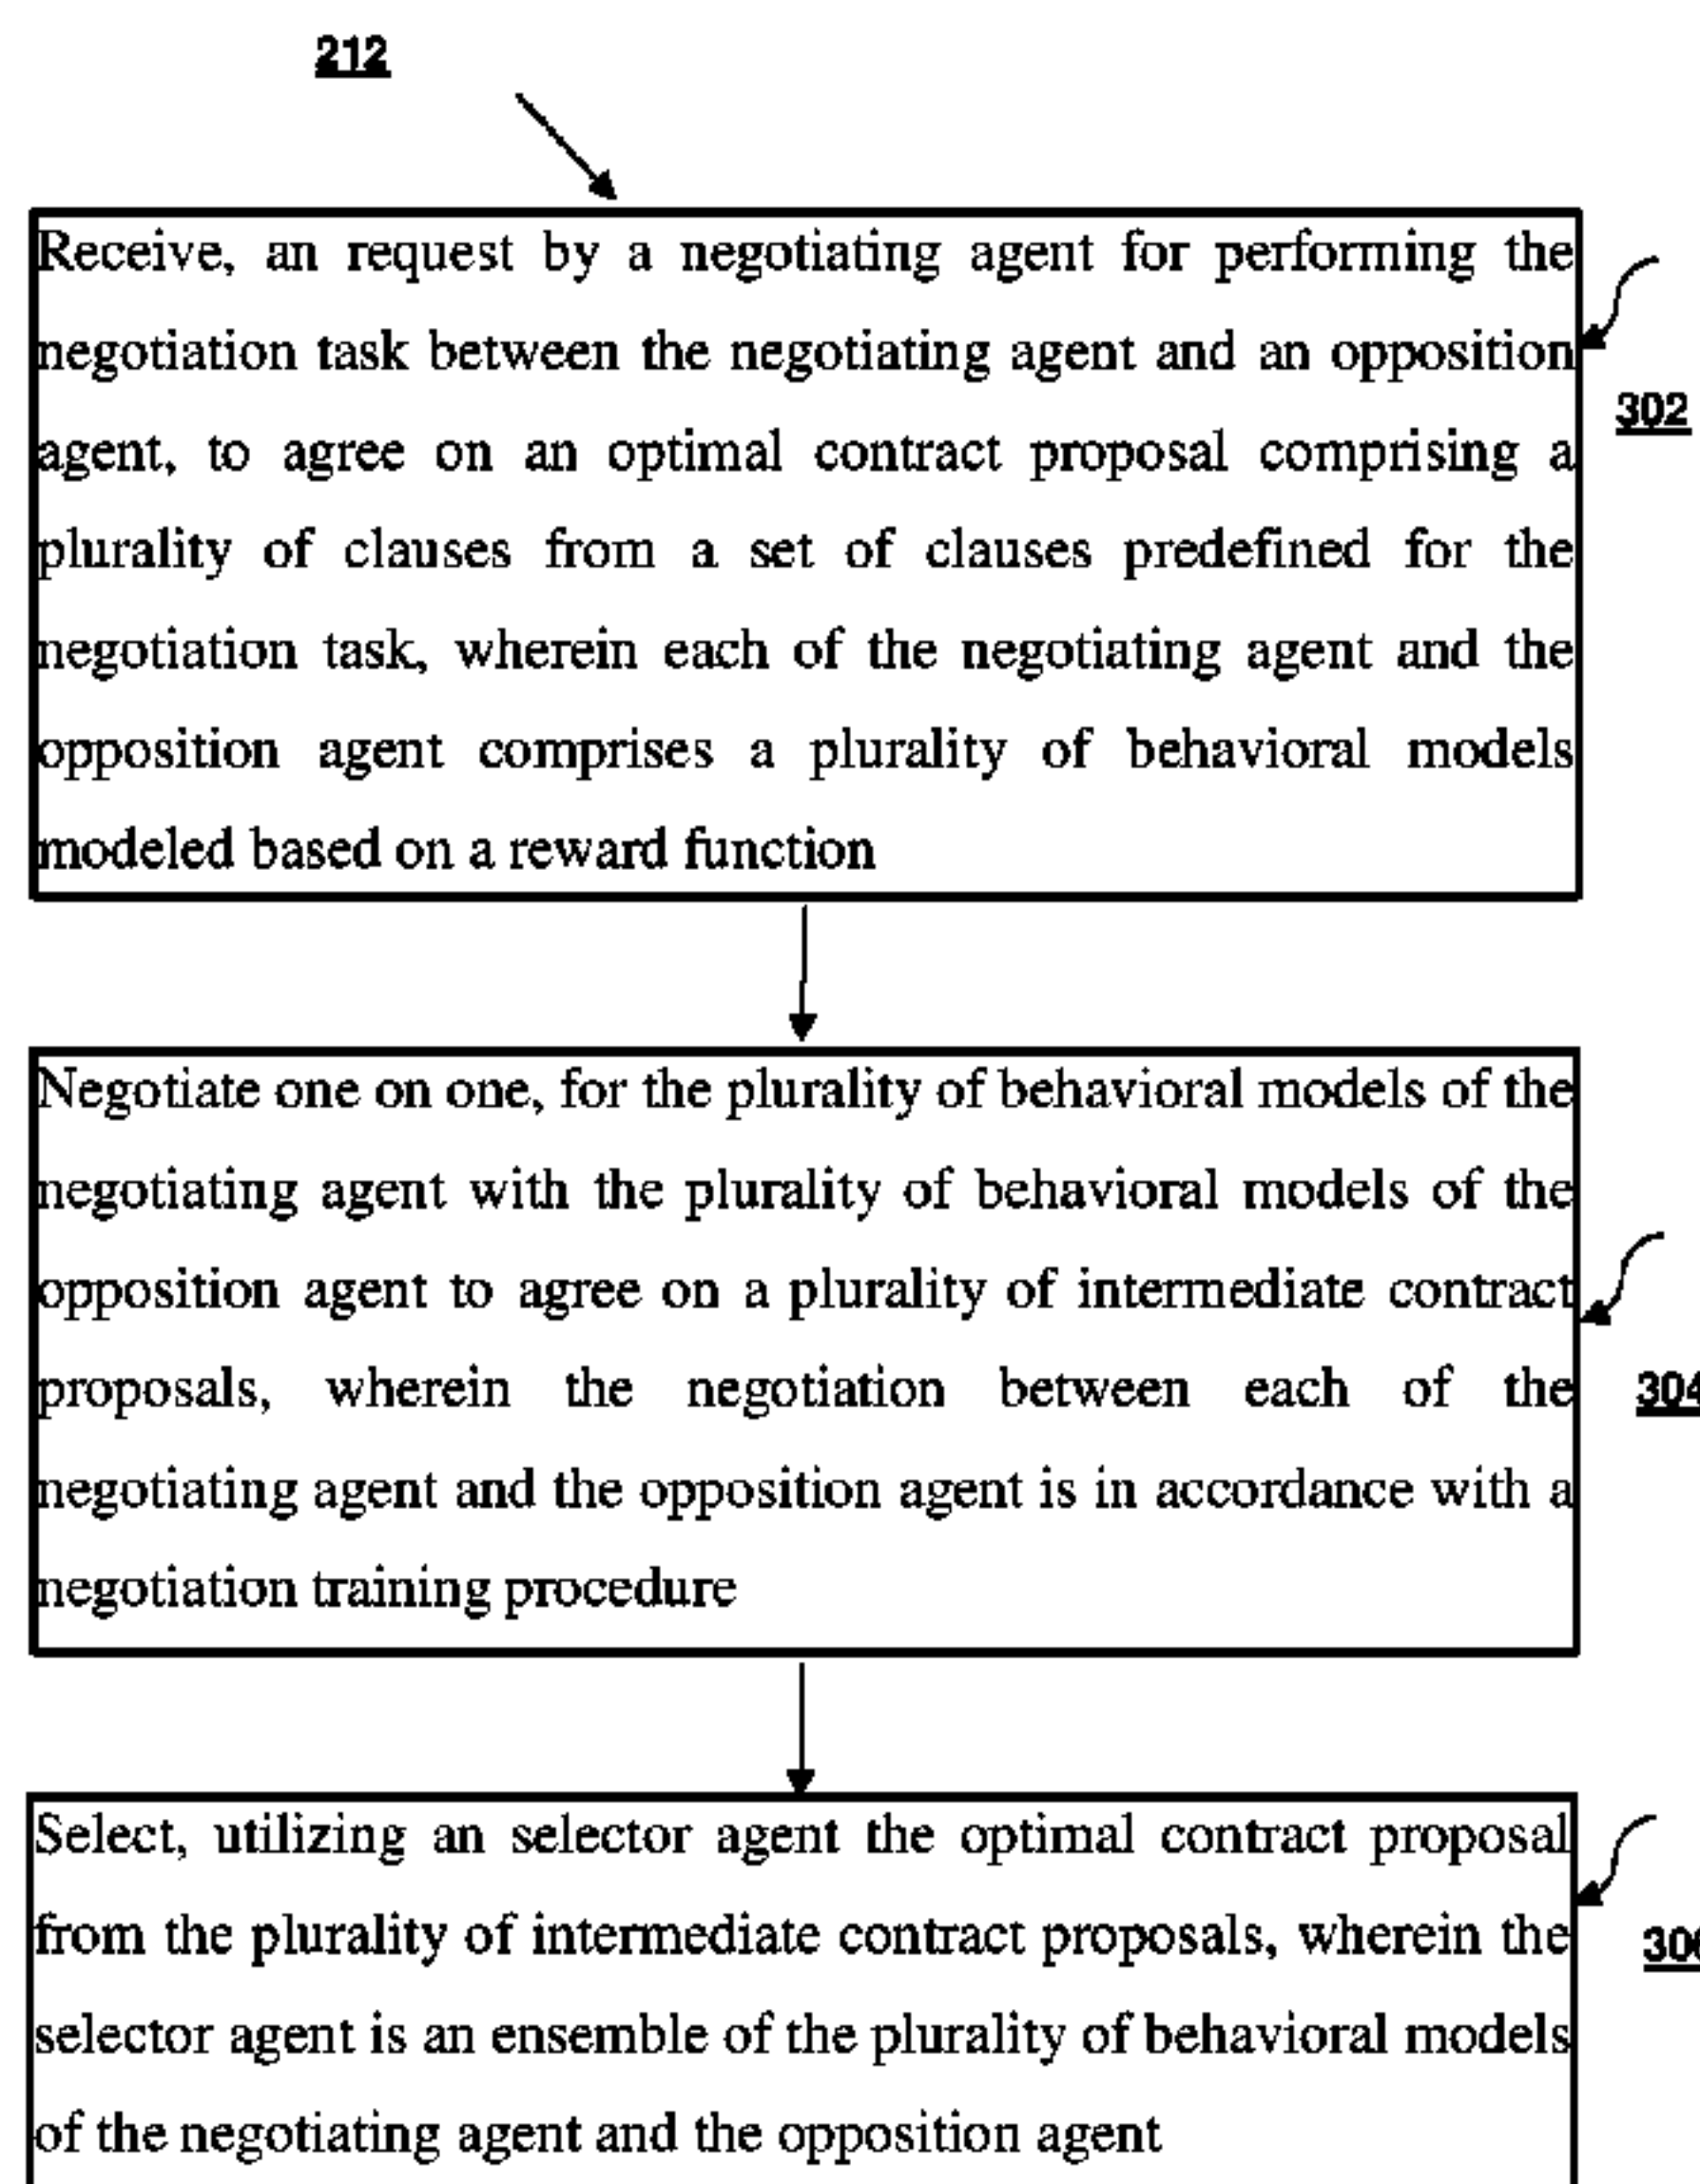 212
Receive, an request by a negotiating agent for performing the
negotiation task between the negotiating agent and an opposition
302
agent, to agree on an optimal contract proposal comprising a
plurality of clauses from a set of clauses predefined for the
negotiation task, wherein each of the negotiating agent and the
opposition agent comprises a plurality of behavioral models
modeled based on a reward function
Negotiate one on one, for the plurality of behavioral models of the
negotiating agent with the plurality of behavioral models of the
opposition agent to agree on a plurality of intermediate contract
proposals, wherein the negotiation between each of the
304
negotiating agent and the opposition agent is in accordance with a
negotiation training procedure
Select, utilizing an selector agent the optimal contract proposal
from the plurality of intermediate contract proposals, wherein the
306
selector agent is an ensemble of the plurality of behavioral models
of the negotiating agent and the opposition agent